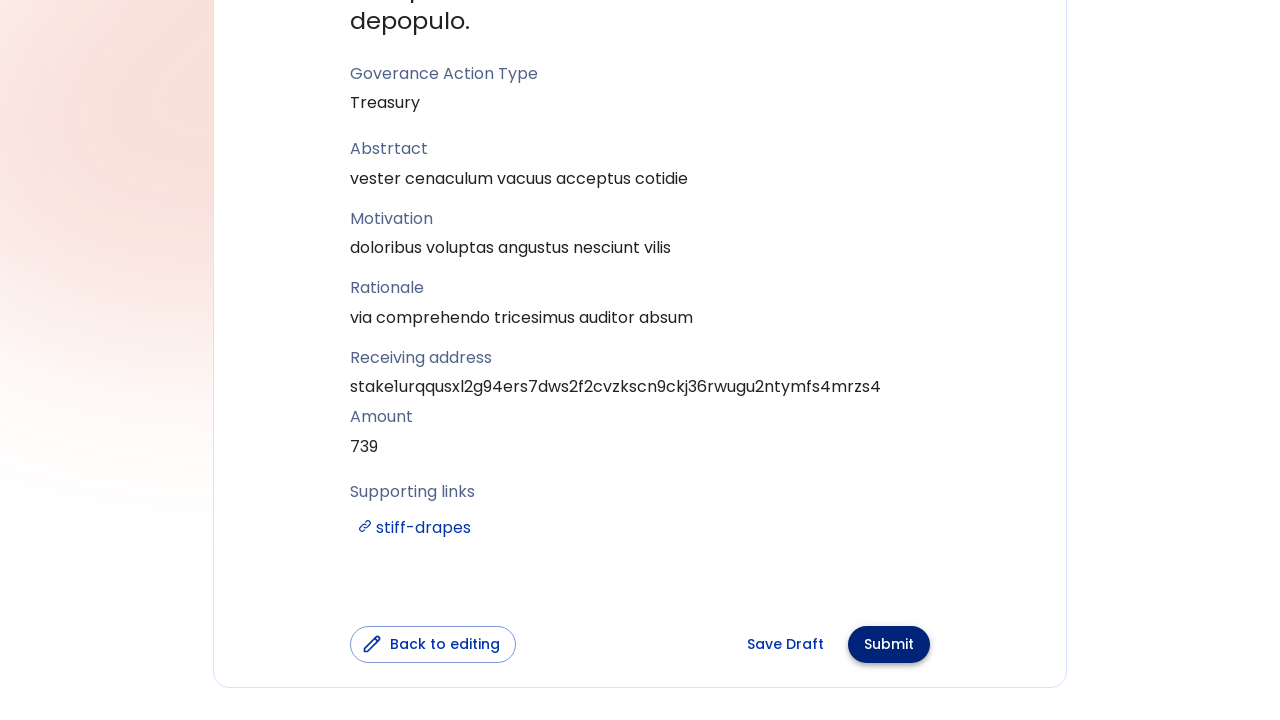 depopulo.
Goverance Action Type
Treasury
Abstrtact
vester cenaculum vacuus acceptus cotidie
Motivation
doloribus voluptas angustus nesciunt vilis
Rationale
via comprehendo tricesimus auditor absum
Receiving address
stake1urqqusxl2g94ers7dws2f2cvzkscn9ckj36rwugu2ntymfs4mrzs4
Amount
739
Supporting links
stiff-drapes
Back to editing
Save Draft
Submit